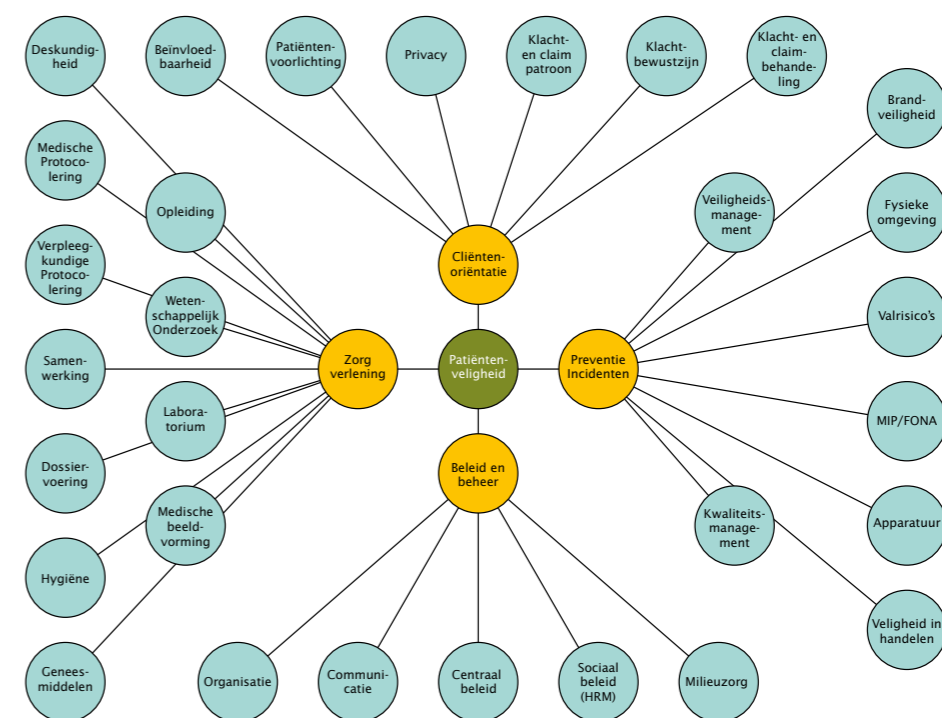 Deskundig-
heid
Beïnvloed-
baarheid
Patiënten-
voorlichting
Privacy
Klacht-
en claim
patroon
Klacht-
bewustzijn
Klacht- en
claim-
behande-
ling
Brand-
veiligheid
Medische
Protoco-
lering
Opleiding
Veiligheids-
manage-
ment
Fysieke
omgeving
Verpleeg-
kundige
Protoco-
lering
Cliënten-
oriëntatie
Weten-
schappelijk
Onderzoek
Valrisico's
Samen-
werking
Zorg
verlening
Patiënten-
veligheid
Preventie
Incidenten
Labora-
torium
MIP/FONA
Dossier-
voering
Beleid en
beheer
Medische
beeld-
vorming
Kwaliteits-
manage-
ment
Apparatuur
Hygiëne
Veligheid in
handelen
Genees-
middelen
Organisatie
Communi-
catie
Centraal
beleid
Sociaal
beleid
(HRM)
Milieuzorg